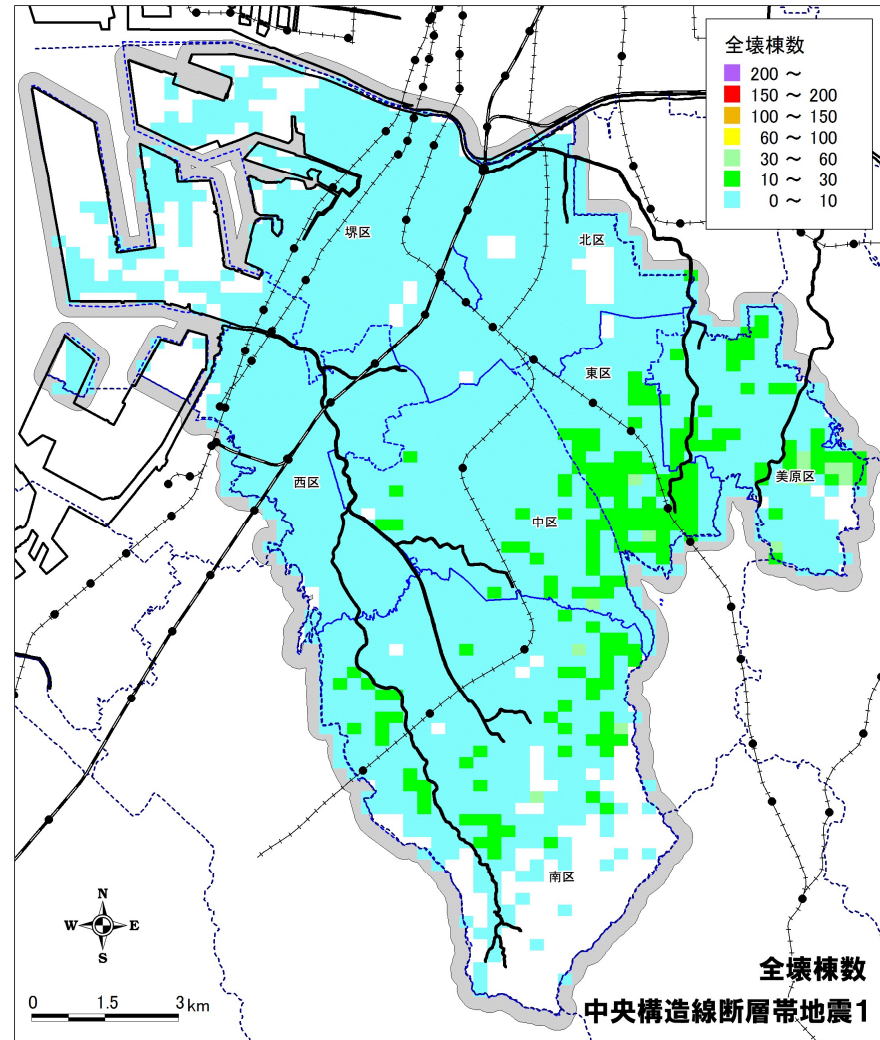 全壊棟数
200 ～
150 ～ 200
100 ～ 150
60 ～ 100
30 ～ 60
10 ～ 30
0 ～ 10
堺区
北区
東区
美原区
西区
中区
南区
N
W E
S
0 1.5 3 km
全壊棟数
中央構造線断層帯地震1